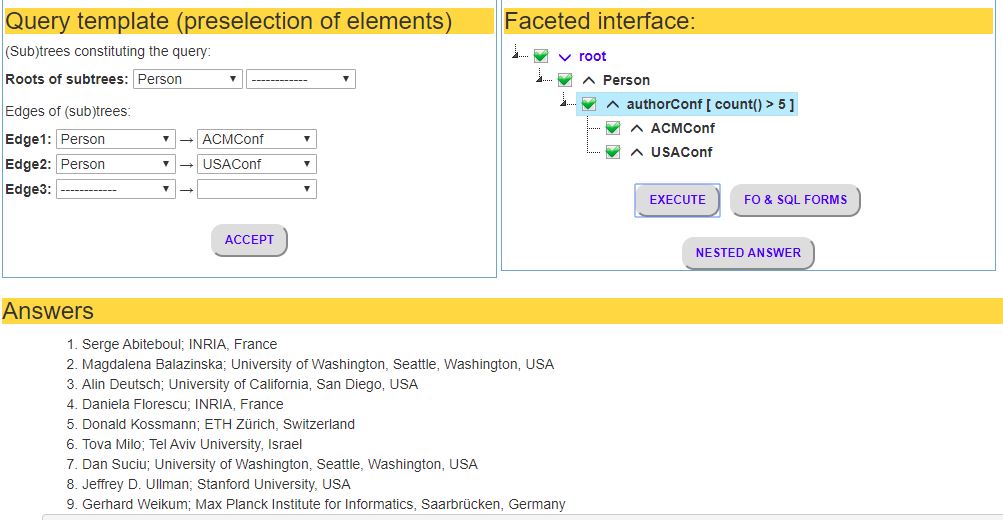 Query template (preselection of elements)
(Sub)trees constituting the query:
Roots of subtrees: Person ------------
Edges of (sub)trees:
Edge1: Person → ACMConf
Edge2: Person → USAConf
Edge3: ------------ →
ACCEPT
Faceted interface:
root
Person
authorConf [ count() > 5 ]
ACMConf
USAConf
EXECUTE FO & SQL FORMS
NESTED ANSWER
Answers
1. Serge Abiteboul; INRIA, France
2. Magdalena Balazinska; University of Washington, Seattle, Washington, USA
3. Alin Deutsch; University of California, San Diego, USA
4. Daniela Florescu; INRIA, France
5. Donald Kossmann; ETH Zürich, Switzerland
6. Tova Milo; Tel Aviv University, Israel
7. Dan Suciu; University of Washington, Seattle, Washington, USA
8. Jeffrey D. Ullman; Stanford University, USA
9. Gerhard Weikum; Max Planck Institute for Informatics, Saarbrücken, Germany